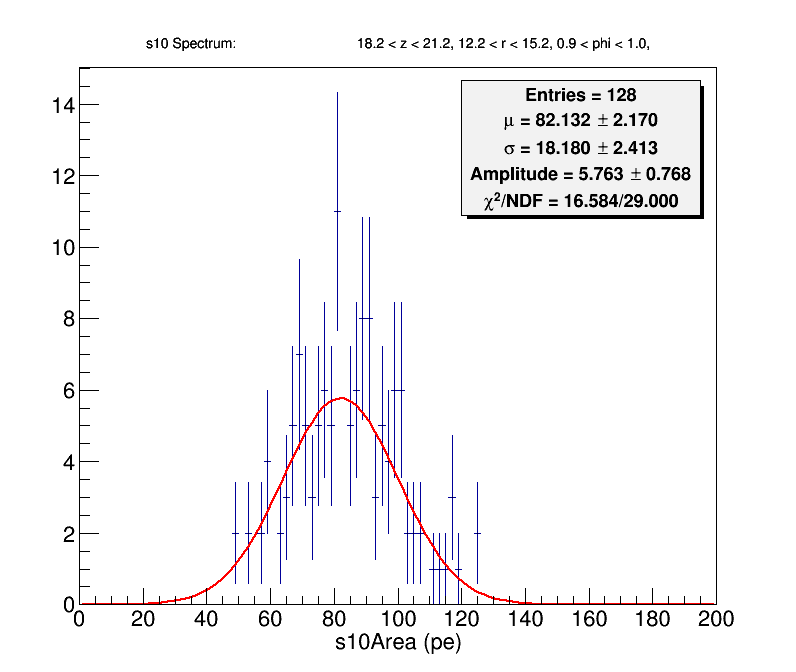 s10 Spectrum: 18.2 < z < 21.2, 12.2 < r < 15.2, 0.9 < phi < 1.0,
Entries = 128
μ = 82.132 ± 2.170
σ = 18.180 ± 2.413
Amplitude = 5.763 ± 0.768
χ²/NDF = 16.584/29.000
14
12
10
8
6
4
2
0
0 20 40 60 80 100 120 140 160 180 200
s10Area (pe)